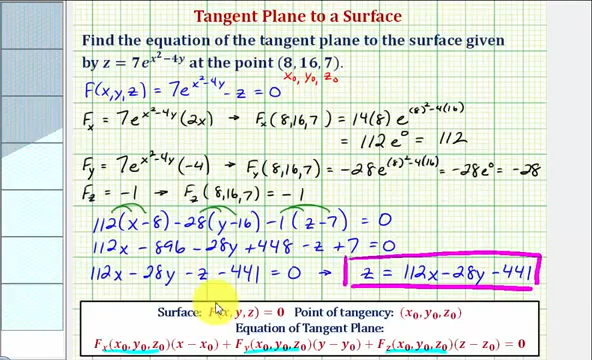 Tangent Plane to a Surface
Find the equation of the tangent plane to the surface given
by z = 7e^{x²−4y} at the point (8, 16, 7).
x₀, y₀, z₀
F(x,y,z) = 7e^{x²−4y} − z = 0
Fₓ = 7e^{x²−4y}(2x) → Fₓ(8,16,7) = 14(8) e^{(8)²−4(16)}
= 112e⁰ = 112
F_y = 7e^{x²−4y}(−4) → F_y(8,16,7) = −28e^{(8)²−4(16)} = −28e⁰ = −28
F_z = −1 → F_z(8,16,7) = −1
112(x−8) − 28(y−16) − 1(z−7) = 0
112x − 896 − 28y + 448 − z + 7 = 0
112x − 28y − z − 441 = 0 → z = 112x − 28y − 441
Surface: F(x, y, z) = 0 Point of tangency: (x₀, y₀, z₀)
Equation of Tangent Plane:
Fₓ(x₀, y₀, z₀)(x − x₀) + F_y(x₀, y₀, z₀)(y − y₀) + F_z(x₀, y₀, z₀)(z − z₀) = 0